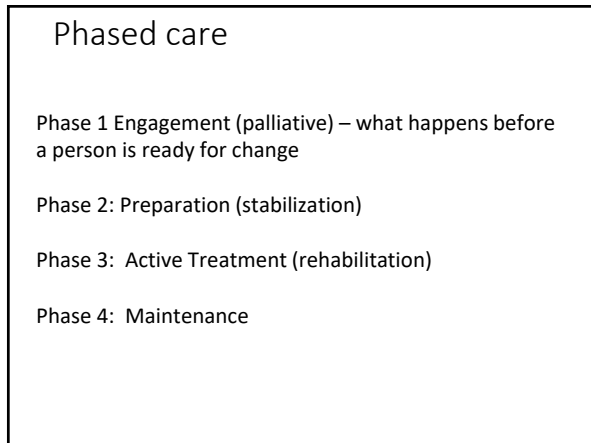 Phased care
Phase 1 Engagement (palliative) – what happens before
a person is ready for change
Phase 2: Preparation (stabilization)
Phase 3:  Active Treatment (rehabilitation)
Phase 4:  Maintenance